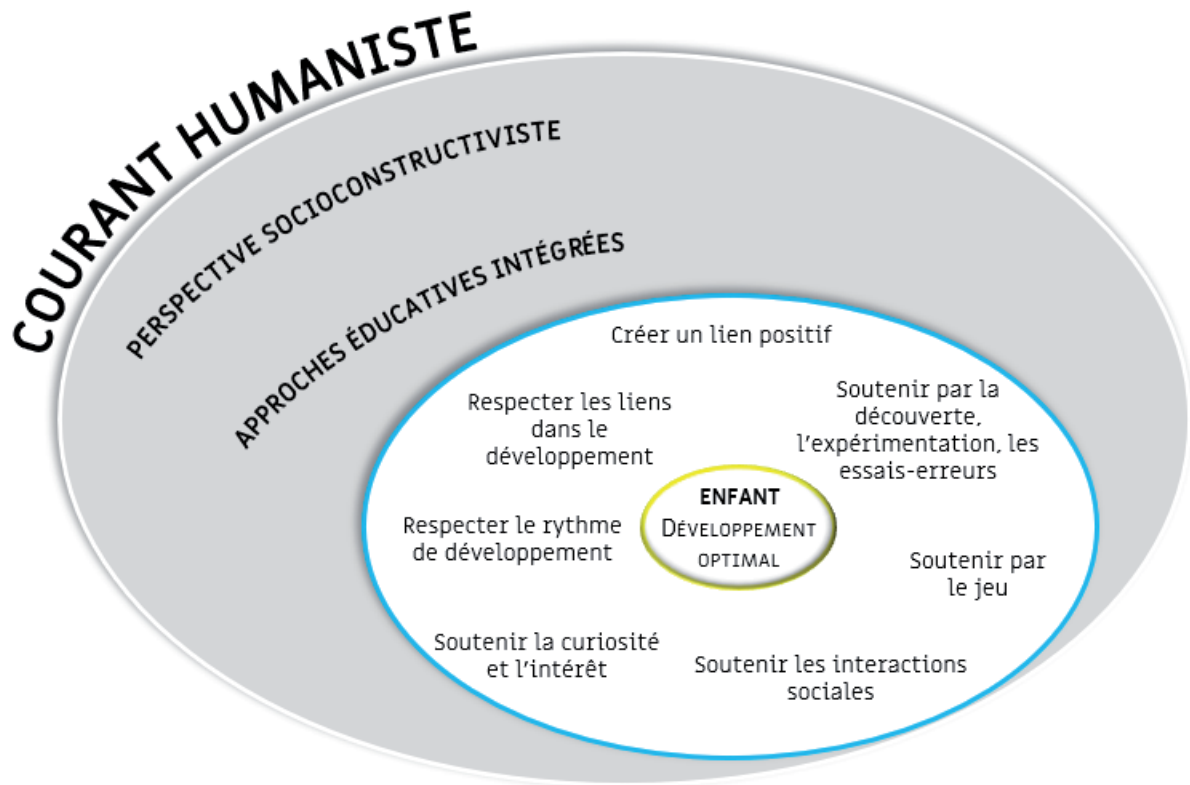 COURANT HUMANISTE
PERSPECTIVE SOCIOCONSTRUCTIVISTE
APPROCHES ÉDUCATIVES INTÉGRÉES
Créer un lien positif
Respecter les liens
dans le
développement
Soutenir par la
découverte,
l'expérimentation, les
essais-erreurs
Respecter le rythme
de développement
ENFANT
DÉVELOPPEMENT
OPTIMAL
Soutenir par
le jeu
Soutenir la curiosité
et l'intérêt
Soutenir les interactions
sociales